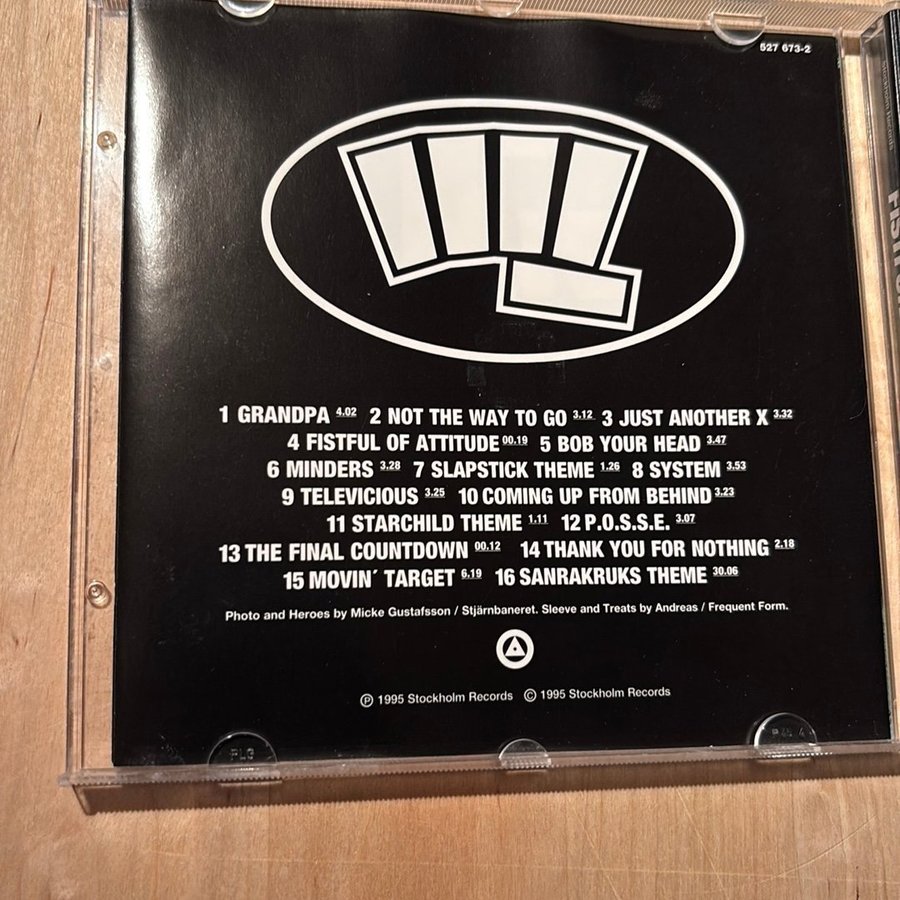 527 673-2
1 GRANDPA 4.02 2 NOT THE WAY TO GO 3.12 3 JUST ANOTHER X 3.32
4 FISTFUL OF ATTITUDE 00.19 5 BOB YOUR HEAD 3.47
6 MINDERS 3.28 7 SLAPSTICK THEME 1.26 8 SYSTEM 3.53
9 TELEVICIOUS 3.25 10 COMING UP FROM BEHIND 3.23
11 STARCHILD THEME 1.11 12 P.O.S.S.E. 3.07
13 THE FINAL COUNTDOWN 00.12 14 THANK YOU FOR NOTHING 2.18
15 MOVIN´ TARGET 6.19 16 SANRAKRUKS THEME 30.06
Photo and Heroes by Micke Gustafsson / Stjärnbaneret. Sleeve and Treats by Andreas / Frequent Form.
℗ 1995 Stockholm Records © 1995 Stockholm Records
PLG